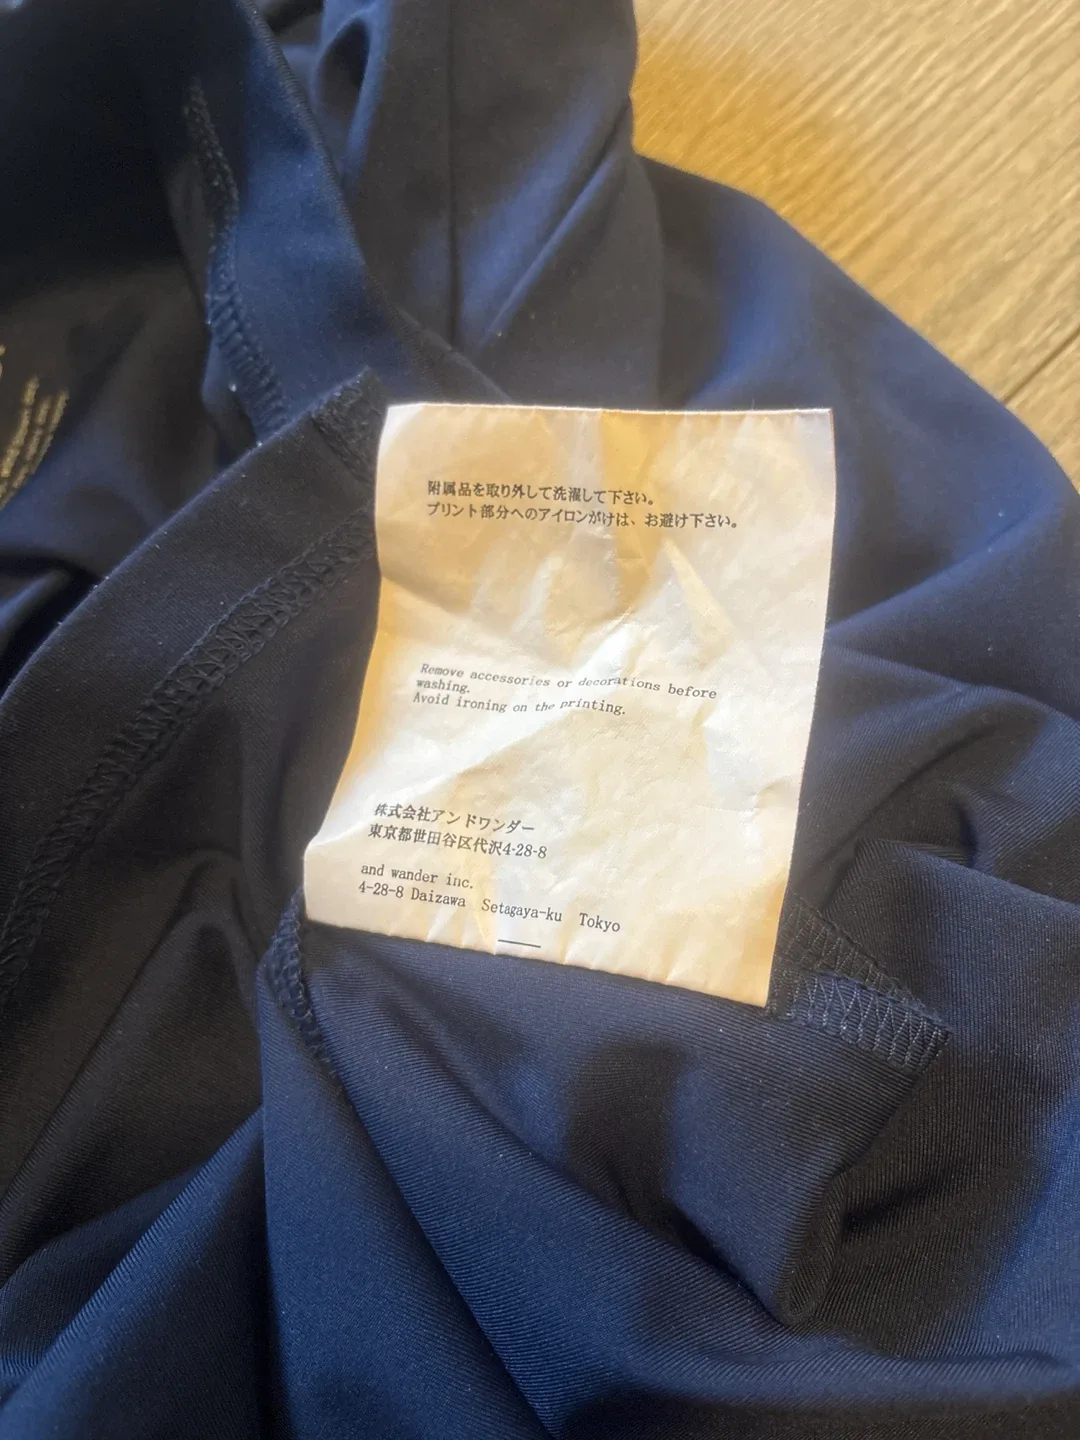 附属品を取り外して洗濯して下さい。
プリント部分へのアイロンがけは、お避け下さい。
Remove accessories or decorations before
washing.
Avoid ironing on the printing.
株式会社アンドワンダー
東京都世田谷区代沢4-28-8
and wander inc.
4-28-8 Daizawa Setagaya-ku Tokyo